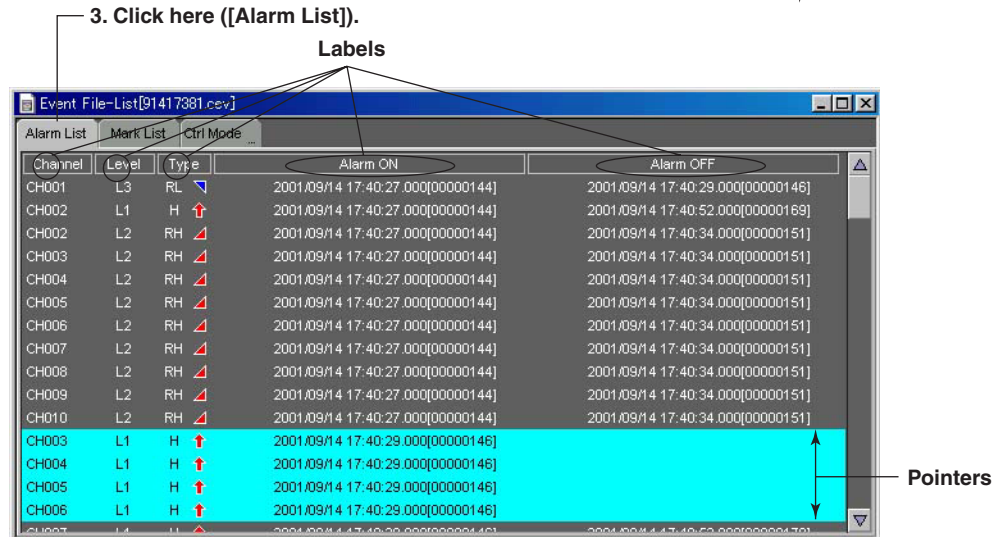 3. Click here ([Alarm List]).
Labels
Event File-List[91417381.cev]
Alarm List Mark List Ctrl Mode ...
Channel Level Type Alarm ON Alarm OFF
CH001 L3 RL 2001/09/14 17:40:27.000[00000144] 2001/09/14 17:40:29.000[00000146]
CH002 L1 H 2001/09/14 17:40:27.000[00000144] 2001/09/14 17:40:52.000[00000169]
CH002 L2 RH 2001/09/14 17:40:27.000[00000144] 2001/09/14 17:40:34.000[00000151]
CH003 L2 RH 2001/09/14 17:40:27.000[00000144] 2001/09/14 17:40:34.000[00000151]
CH004 L2 RH 2001/09/14 17:40:27.000[00000144] 2001/09/14 17:40:34.000[00000151]
CH005 L2 RH 2001/09/14 17:40:27.000[00000144] 2001/09/14 17:40:34.000[00000151]
CH006 L2 RH 2001/09/14 17:40:27.000[00000144] 2001/09/14 17:40:34.000[00000151]
CH007 L2 RH 2001/09/14 17:40:27.000[00000144] 2001/09/14 17:40:34.000[00000151]
CH008 L2 RH 2001/09/14 17:40:27.000[00000144] 2001/09/14 17:40:34.000[00000151]
CH009 L2 RH 2001/09/14 17:40:27.000[00000144] 2001/09/14 17:40:34.000[00000151]
CH010 L2 RH 2001/09/14 17:40:27.000[00000144] 2001/09/14 17:40:34.000[00000151]
CH003 L1 H 2001/09/14 17:40:29.000[00000146]
CH004 L1 H 2001/09/14 17:40:29.000[00000146]
CH005 L1 H 2001/09/14 17:40:29.000[00000146]
Pointers
CH006 L1 H 2001/09/14 17:40:29.000[00000146]